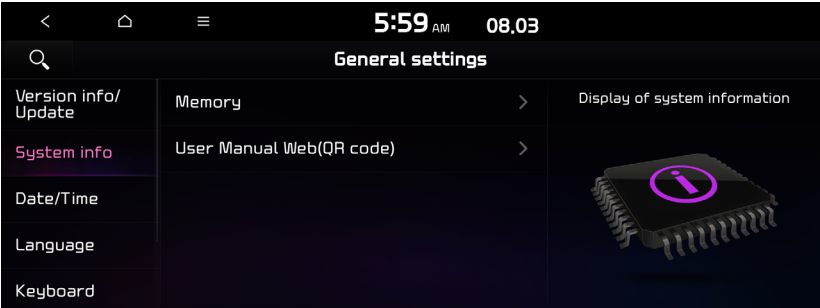 5:59 AM 08.03
General settings
Version info/
Update
System info
Date/Time
Language
Keyboard
Memory
User Manual Web(QR code)
Display of system information